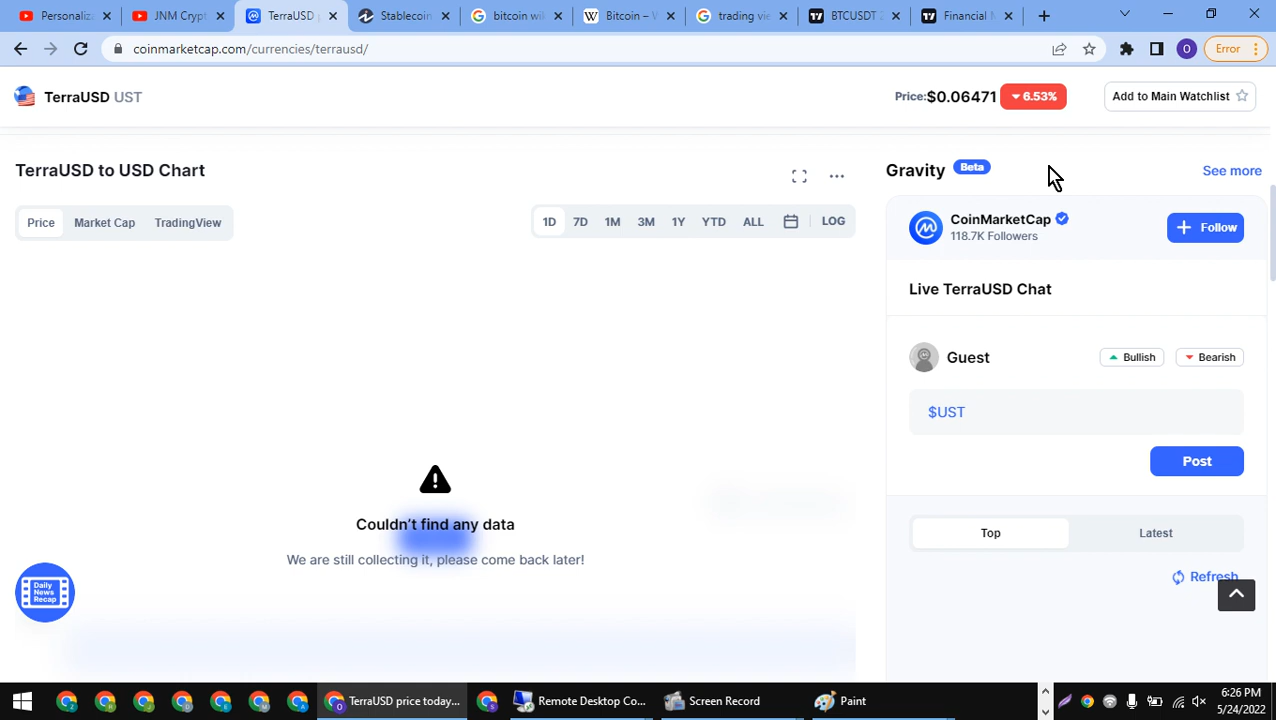 Personaliz
JNM Crypt
TerraUSD p
Stablecoin
bitcoin wil
Bitcoin – W
trading vie
BTCUSDT 2
Financial M
coinmarketcap.com/currencies/terrausd/
O
Error
TerraUSD UST
Price:$0.06471
6.53%
Add to Main Watchlist
TerraUSD to USD Chart
Gravity Beta
See more
Price
Market Cap
TradingView
1D
7D
1M
3M
1Y
YTD
ALL
LOG
CoinMarketCap
118.7K Followers
Follow
Live TerraUSD Chat
Guest
Bullish
Bearish
$UST
Post
Couldn't find any data
We are still collecting it, please come back later!
Top
Latest
Refresh
Daily
News
Recap
TerraUSD price today...
Remote Desktop Co...
Screen Record
Paint
6:26 PM
5/24/2022